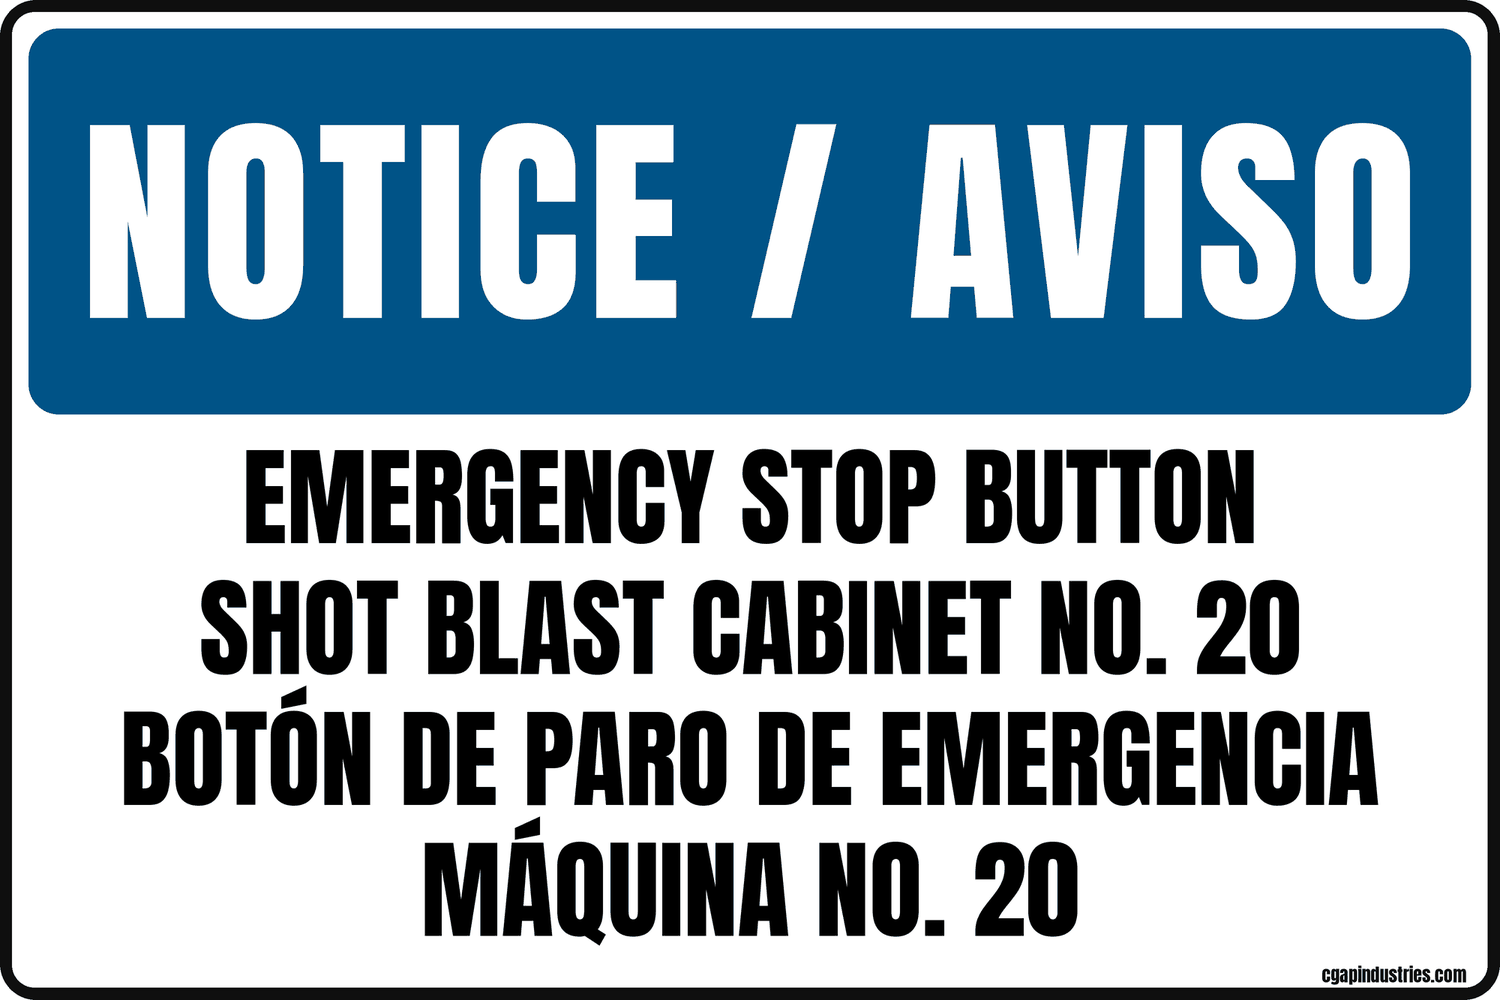 NOTICE / AVISO
EMERGENCY STOP BUTTON
SHOT BLAST CABINET NO. 20
BOTÓN DE PARO DE EMERGENCIA
MÁQUINA NO. 20
cgapindustries.com